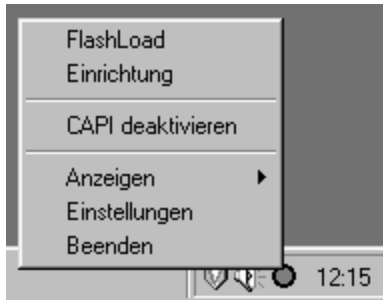 FlashLoad
Einrichtung
CAPI deaktivieren
Anzeigen
Einstellungen
Beenden
12:15